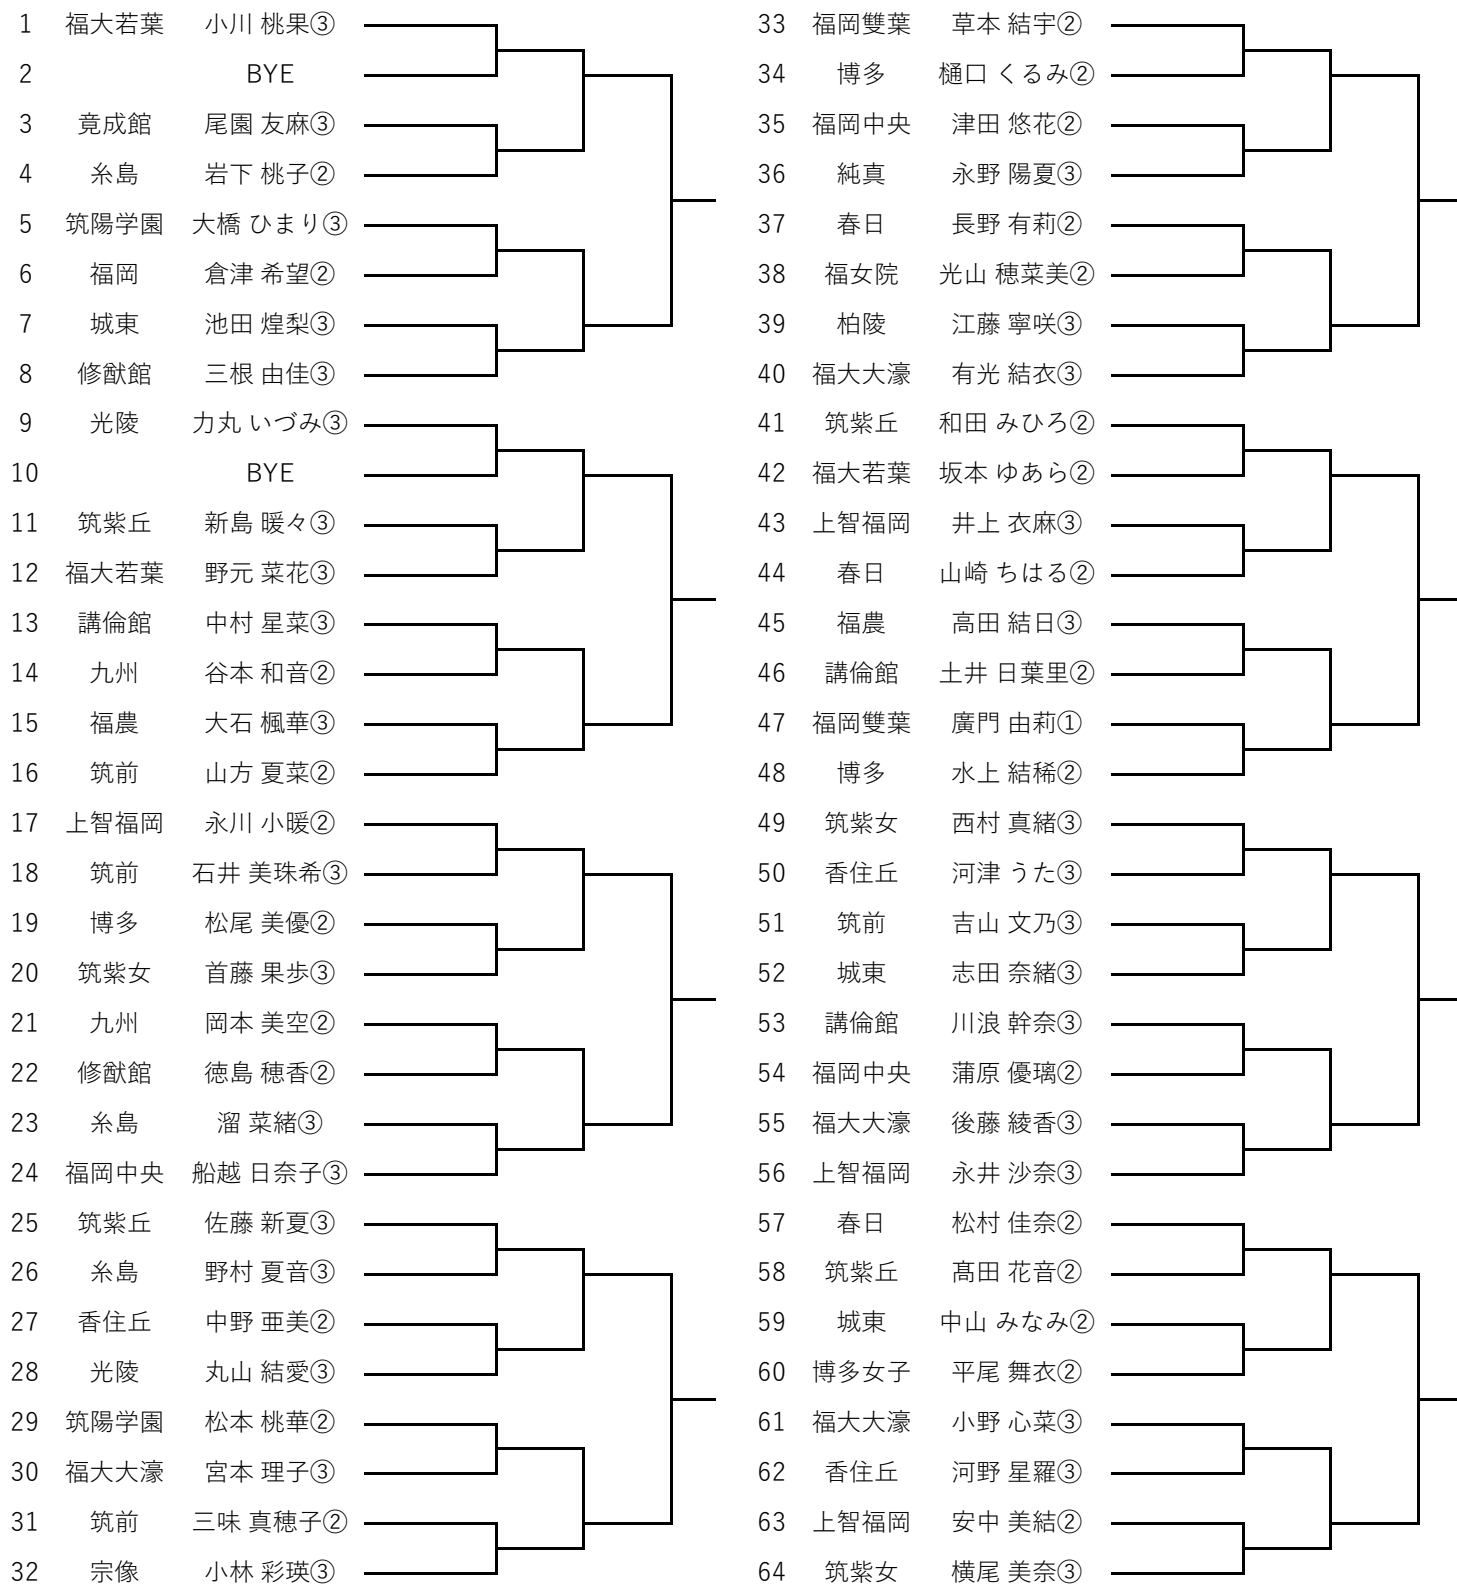 1 福大若葉 小川 桃果③
2 BYE
3 竟成館 尾園 友麻③
4 糸島 岩下 桃子②
5 筑陽学園 大橋 ひまり③
6 福岡 倉津 希望②
7 城東 池田 煌梨③
8 修猷館 三根 由佳③
9 光陵 力丸 いづみ③
10 BYE
11 筑紫丘 新島 暖々③
12 福大若葉 野元 菜花③
13 講倫館 中村 星菜③
14 九州 谷本 和音②
15 福農 大石 楓華③
16 筑前 山方 夏菜②
17 上智福岡 永川 小暖②
18 筑前 石井 美珠希③
19 博多 松尾 美優②
20 筑紫女 首藤 果歩③
21 九州 岡本 美空②
22 修猷館 徳島 穂香②
23 糸島 溜 菜緒③
24 福岡中央 船越 日奈子③
25 筑紫丘 佐藤 新夏③
26 糸島 野村 夏音③
27 香住丘 中野 亜美②
28 光陵 丸山 結愛③
29 筑陽学園 松本 桃華②
30 福大大濠 宮本 理子③
31 筑前 三味 真穂子②
32 宗像 小林 彩瑛③
33 福岡雙葉 草本 結宇②
34 博多 樋口 くるみ②
35 福岡中央 津田 悠花②
36 純真 永野 陽夏③
37 春日 長野 有莉②
38 福女院 光山 穂菜美②
39 柏陵 江藤 寧咲③
40 福大大濠 有光 結衣③
41 筑紫丘 和田 みひろ②
42 福大若葉 坂本 ゆあら②
43 上智福岡 井上 衣麻③
44 春日 山崎 ちはる②
45 福農 高田 結日③
46 講倫館 土井 日葉里②
47 福岡雙葉 廣門 由莉①
48 博多 水上 結稀②
49 筑紫女 西村 真緒③
50 香住丘 河津 うた③
51 筑前 吉山 文乃③
52 城東 志田 奈緒③
53 講倫館 川浪 幹奈③
54 福岡中央 蒲原 優璃②
55 福大大濠 後藤 綾香③
56 上智福岡 永井 沙奈③
57 春日 松村 佳奈②
58 筑紫丘 髙田 花音②
59 城東 中山 みなみ②
60 博多女子 平尾 舞衣②
61 福大大濠 小野 心菜③
62 香住丘 河野 星羅③
63 上智福岡 安中 美結②
64 筑紫女 横尾 美奈③